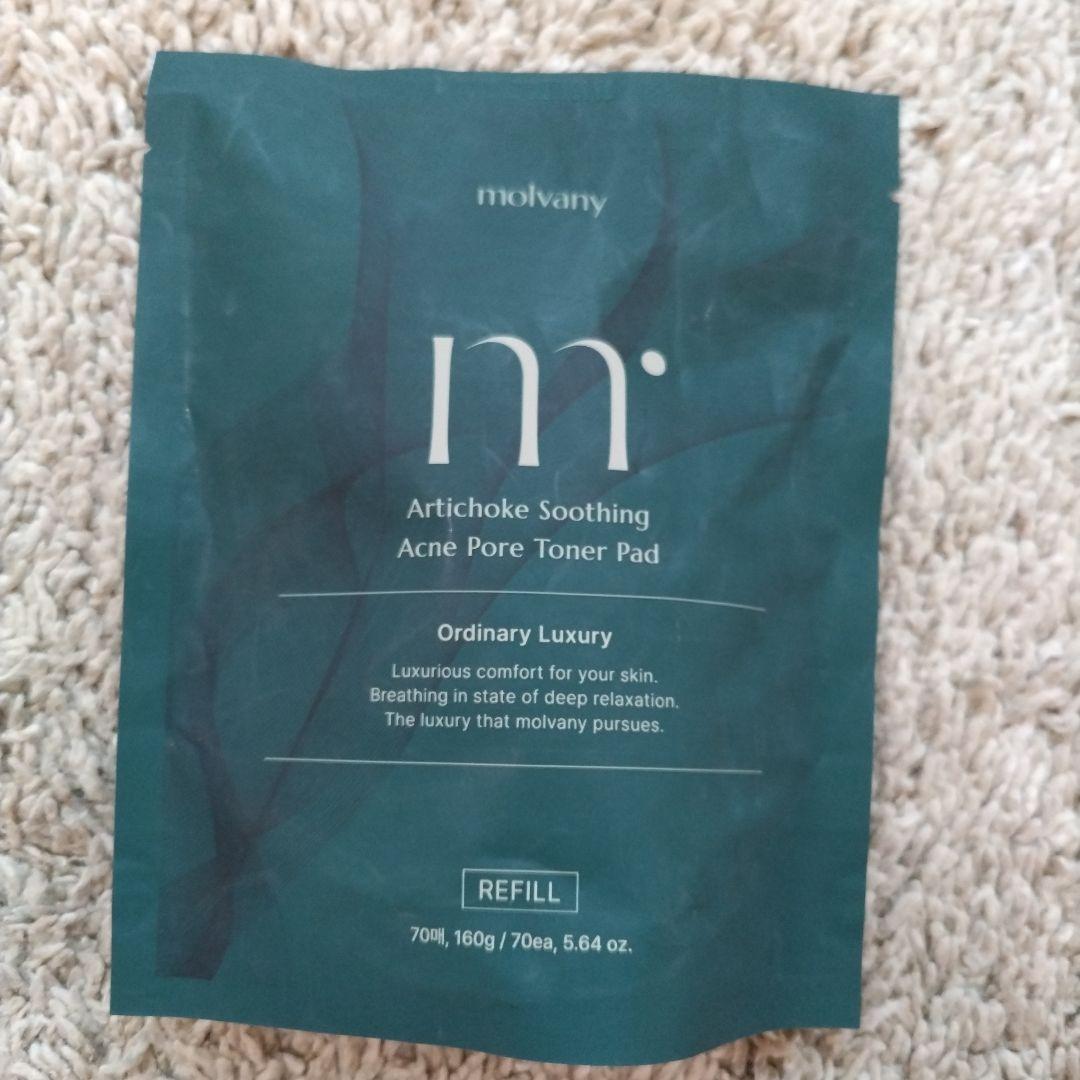 molvany
m
Artichoke Soothing
Acne Pore Toner Pad
Ordinary Luxury
Luxurious comfort for your skin.
Breathing in state of deep relaxation.
The luxury that molvany pursues.
REFILL
70매, 160g / 70ea, 5.64 oz.